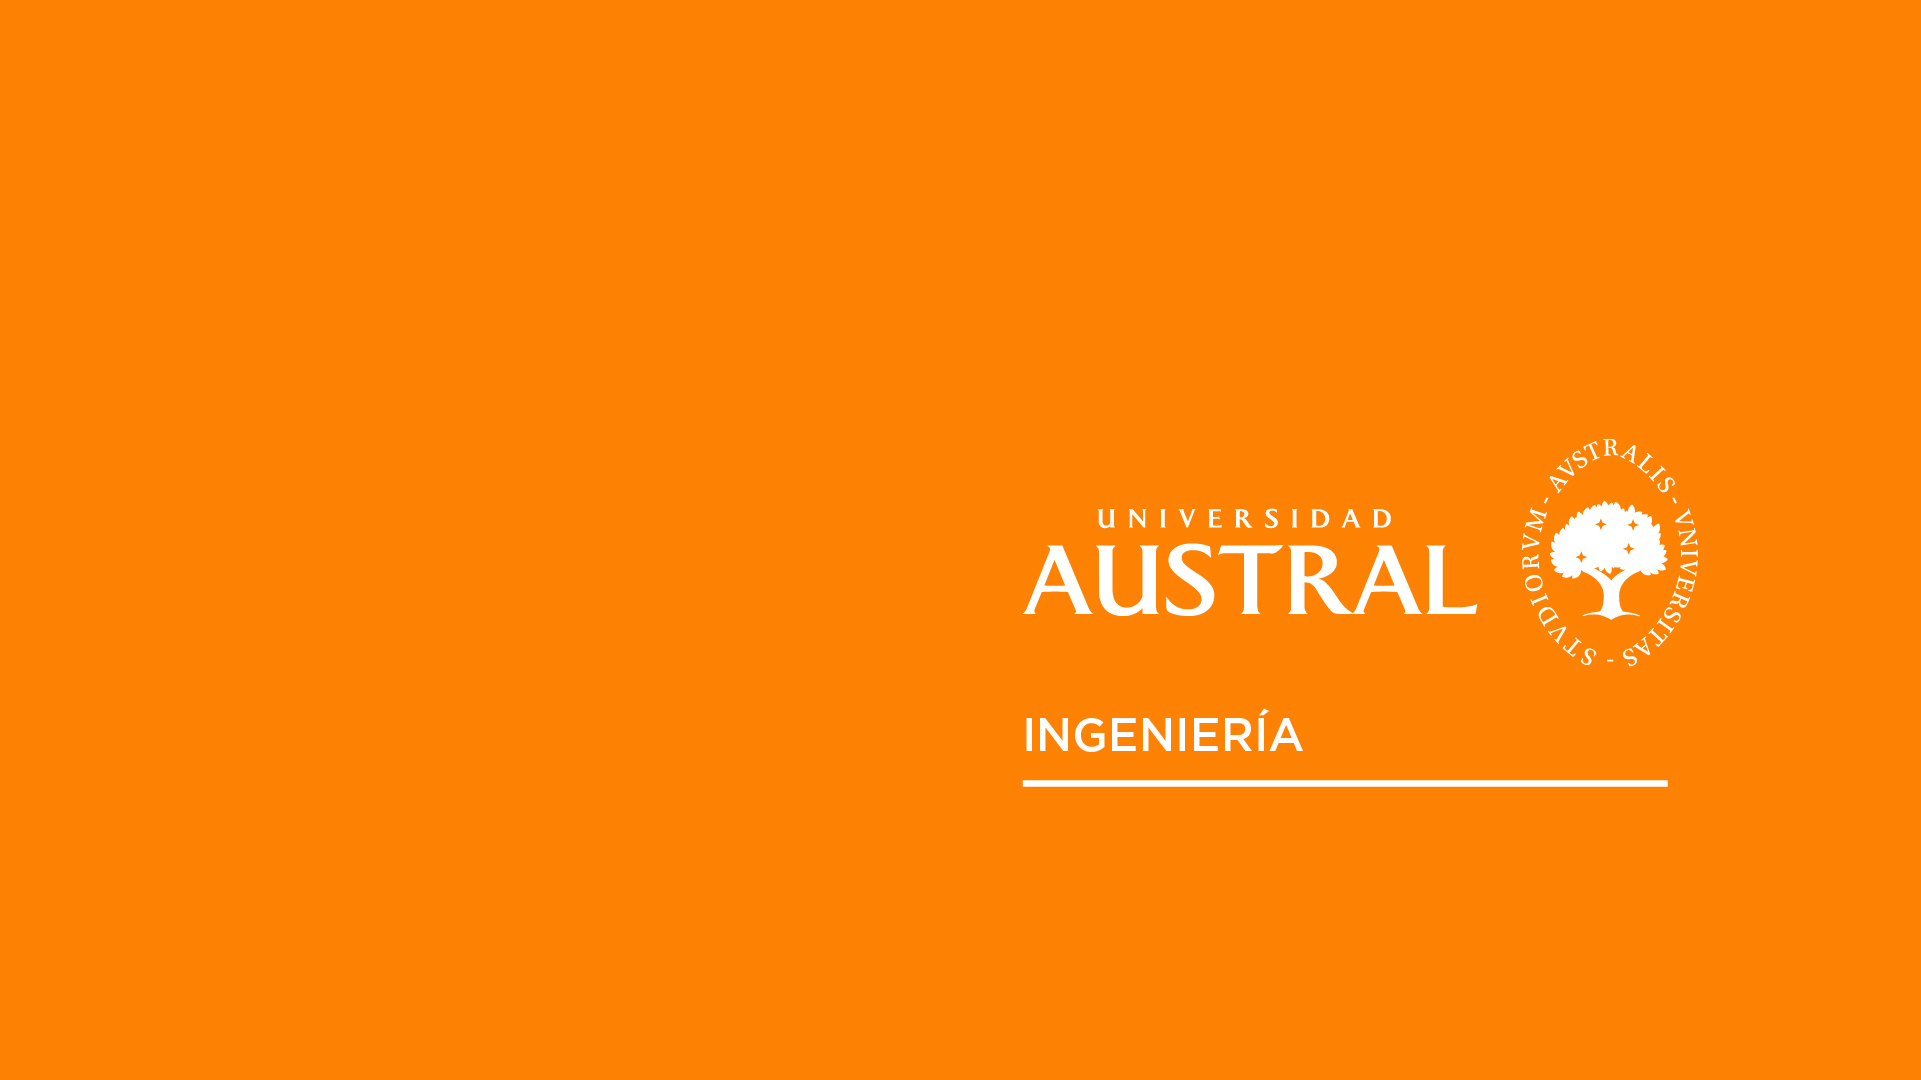 UNIVERSIDAD
AUSTRAL
STVDIORVM - AVSTRALIS - VNIVERSITAS -
INGENIERÍA